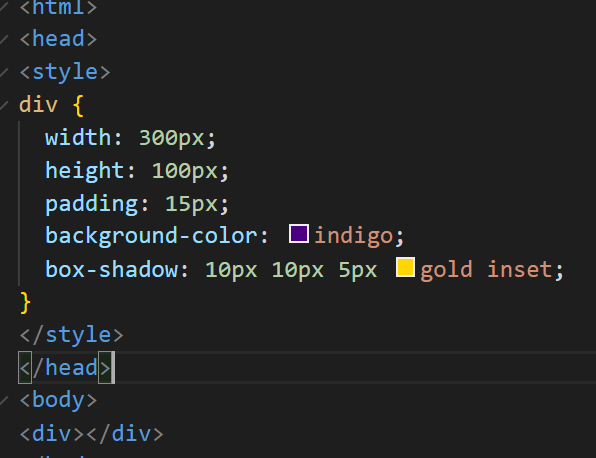 <html>
<head>
<style>
div {
  width: 300px;
  height: 100px;
  padding: 15px;
  background-color: indigo;
  box-shadow: 10px 10px 5px gold inset;
}
</style>
</head>
<body>
<div></div>